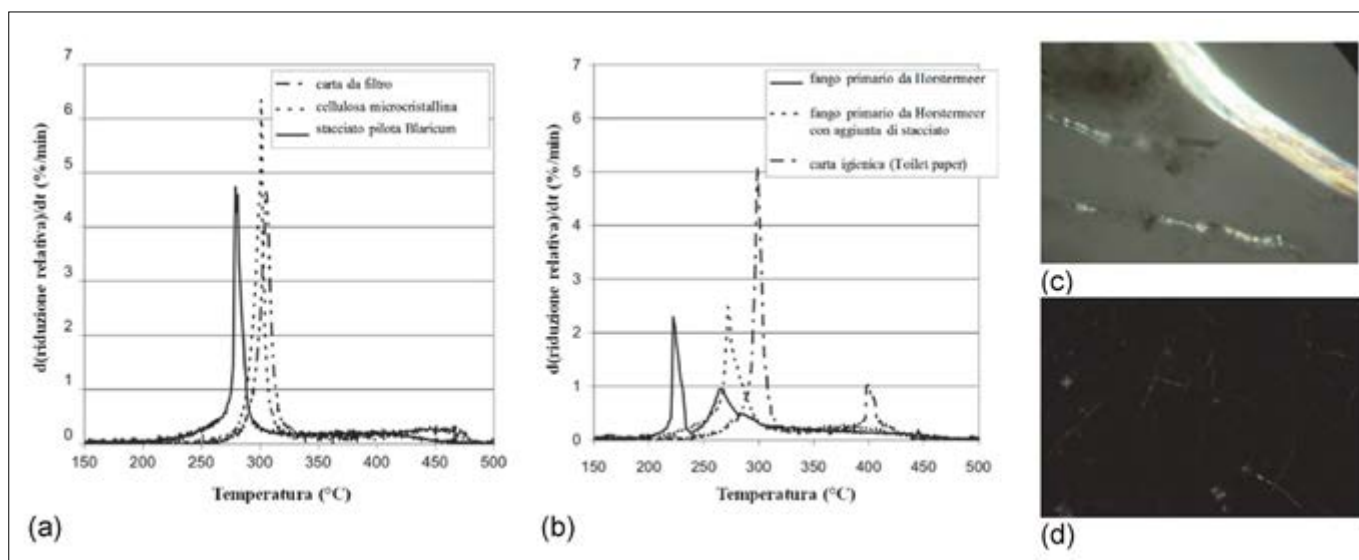 7
6
5
4
3
2
1
0
d(riduzione relativa)/dt (%/min)
carta da filtro
cellulosa microcristallina
stacciato pilota Blaricum
150 200 250 300 350 400 450 500
Temperatura (°C)
(a)
7
6
5
4
3
2
1
0
d(riduzione relativa)/dt (%/min)
fango primario da Horstermeer
fango primario da Horstermeer
con aggiunta di stacciato
carta igienica (Toilet paper)
150 200 250 300 350 400 450 500
Temperatura (°C)
(b)
(c)
(d)